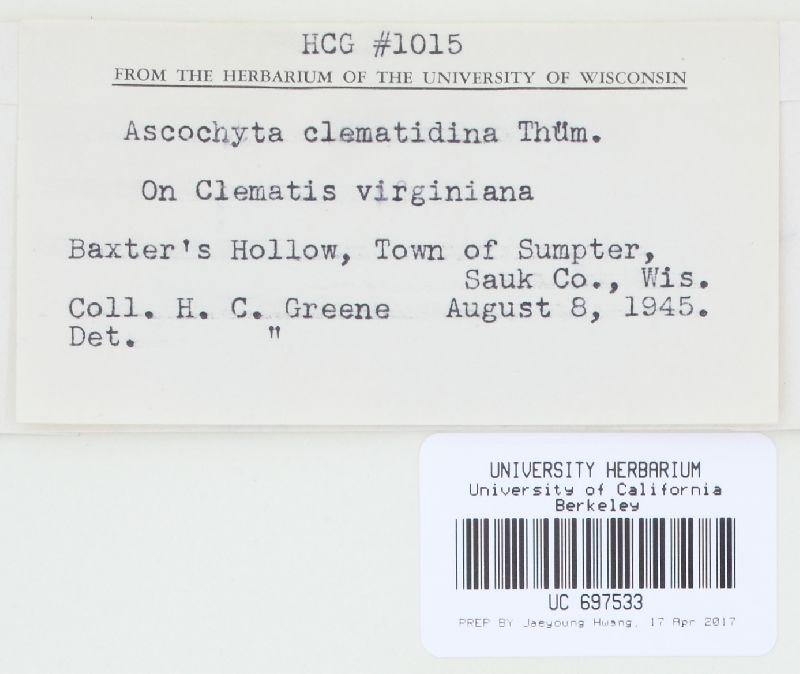 HCG #1015
FROM THE HERBARIUM OF THE UNIVERSITY OF WISCONSIN
Ascochyta clematidina Thüm.
On Clematis virginiana
Baxter's Hollow, Town of Sumpter,
Sauk Co., Wis.
Coll. H. C. Greene August 8, 1945.
Det. "
UNIVERSITY HERBARIUM
University of California
Berkeley
UC 697533
PREP BY Jaeyoung Hwang, 17 Apr 2017